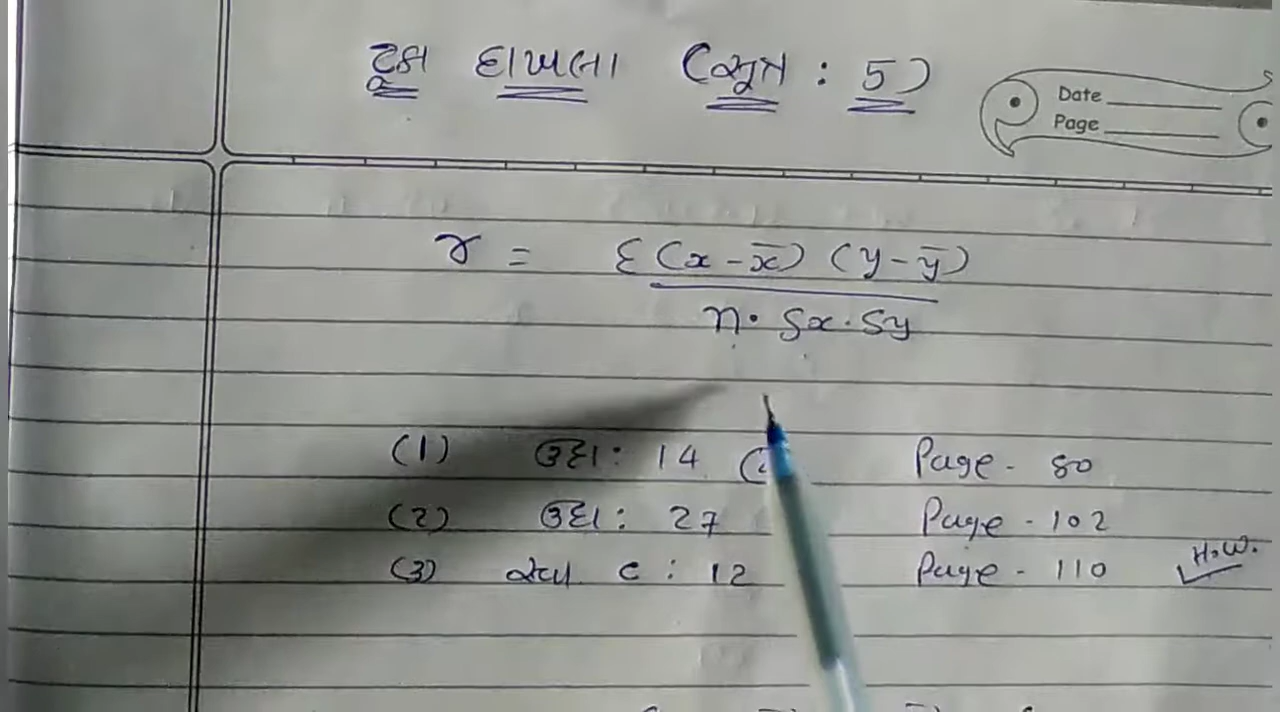 ટૂંકા દાખલા (સૂત્ર : 5)
Date
Page
r = Σ(x - x̄) (y - ȳ)
n · Sx · Sy
(1) ઉદા: 14 Page - 80
(2) ઉદા: 27 Page - 102
(3) સ્વા c : 12 Page - 110 H.W.